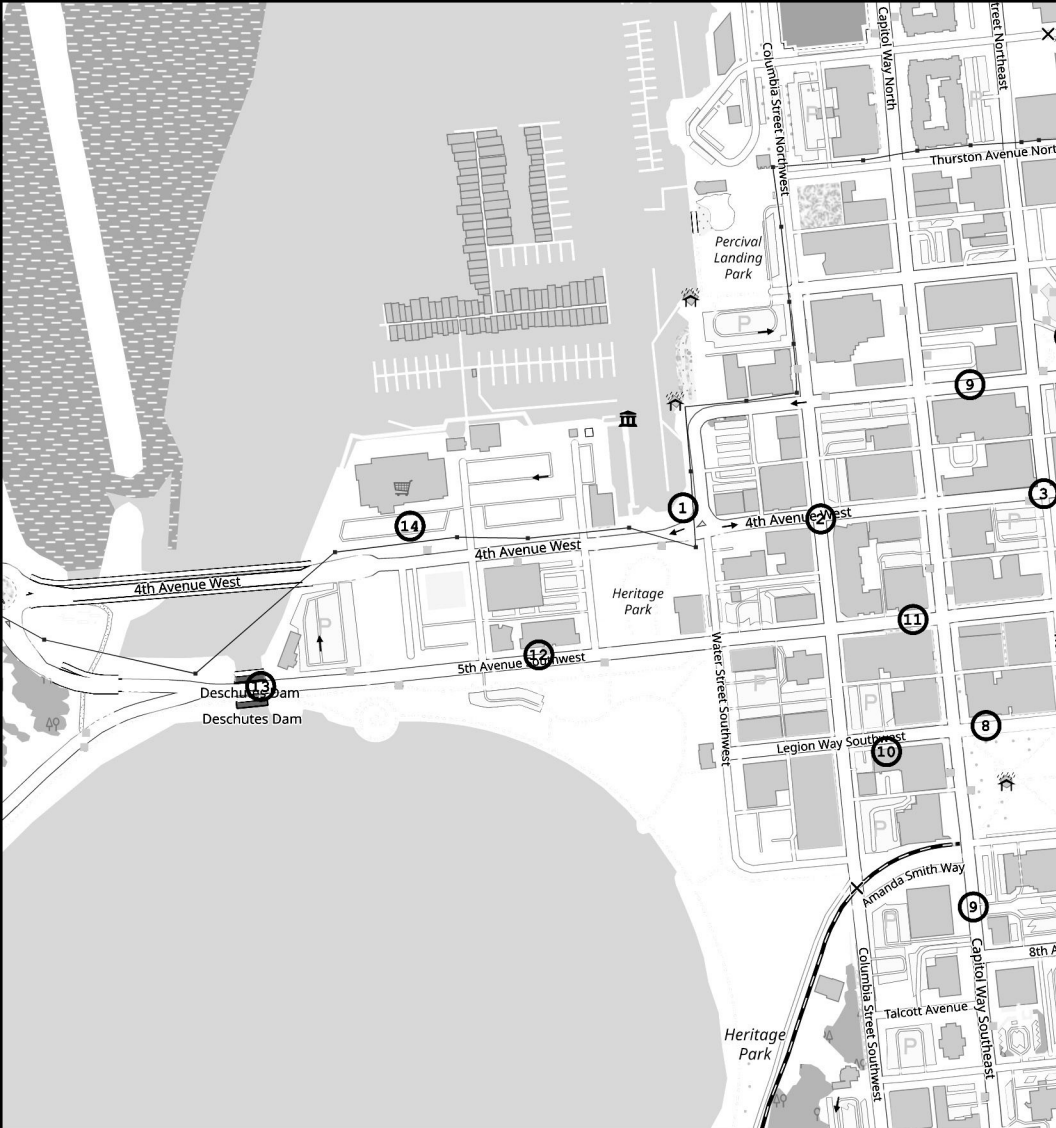 Capitol Way North
treet Northeast
Columbia Street Northwest
P
P
Thurston Avenue Nort
Percival
Landing
Park
P
9
3
1
4th Avenue West
2
14
P
4th Avenue West
4th Avenue West
Heritage
Park
P
11
12
5th Avenue Southwest
Water Street Southwest
13
Deschutes Dam
Deschutes Dam
P
P
8
Legion Way Southwest
10
P
Amanda Smith Way
9
P
8th A
Columbia Street Southwest
Capitol Way Southeast
Talcott Avenue
Heritage
Park
P